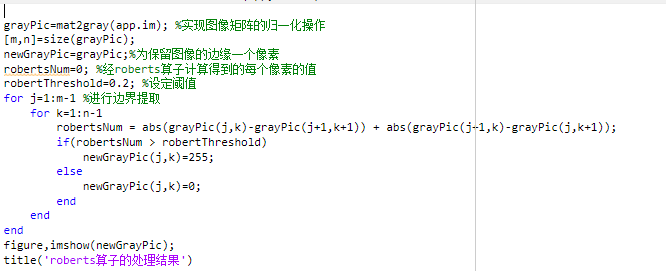 grayPic=mat2gray(app.im); %实现图像矩阵的归一化操作
[m,n]=size(grayPic);
newGrayPic=grayPic;%为保留图像的边缘一个像素
robertsNum=0; %经roberts算子计算得到的每个像素的值
robertThreshold=0.2; %设定阈值
for j=1:m-1 %进行边界提取
    for k=1:n-1
        robertsNum = abs(grayPic(j,k)-grayPic(j+1,k+1)) + abs(grayPic(j+1,k)-grayPic(j,k+1));
        if(robertsNum > robertThreshold)
            newGrayPic(j,k)=255;
        else
            newGrayPic(j,k)=0;
        end
    end
end
figure,imshow(newGrayPic);
title('roberts算子的处理结果')